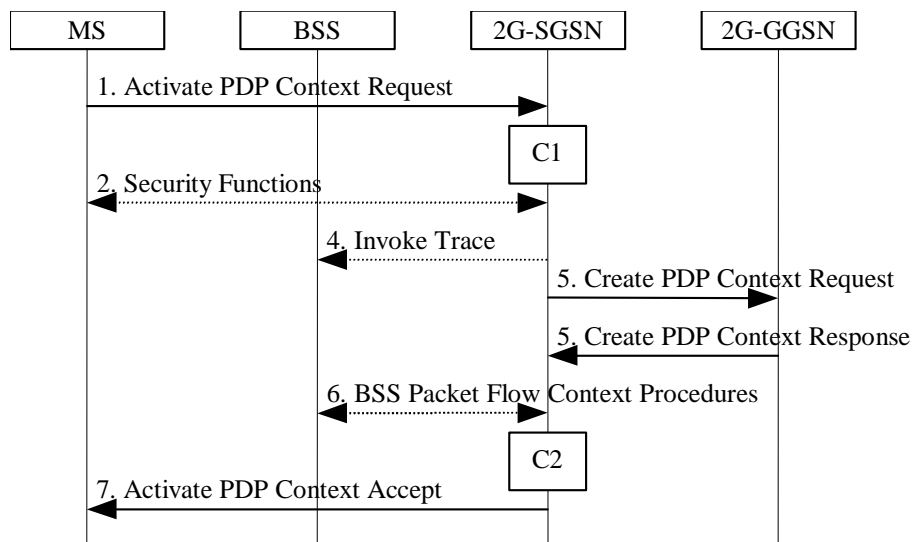 MS BSS 2G-SGSN 2G-GGSN
1. Activate PDP Context Request
C1
2. Security Functions
4. Invoke Trace
5. Create PDP Context Request
5. Create PDP Context Response
6. BSS Packet Flow Context Procedures
C2
7. Activate PDP Context Accept